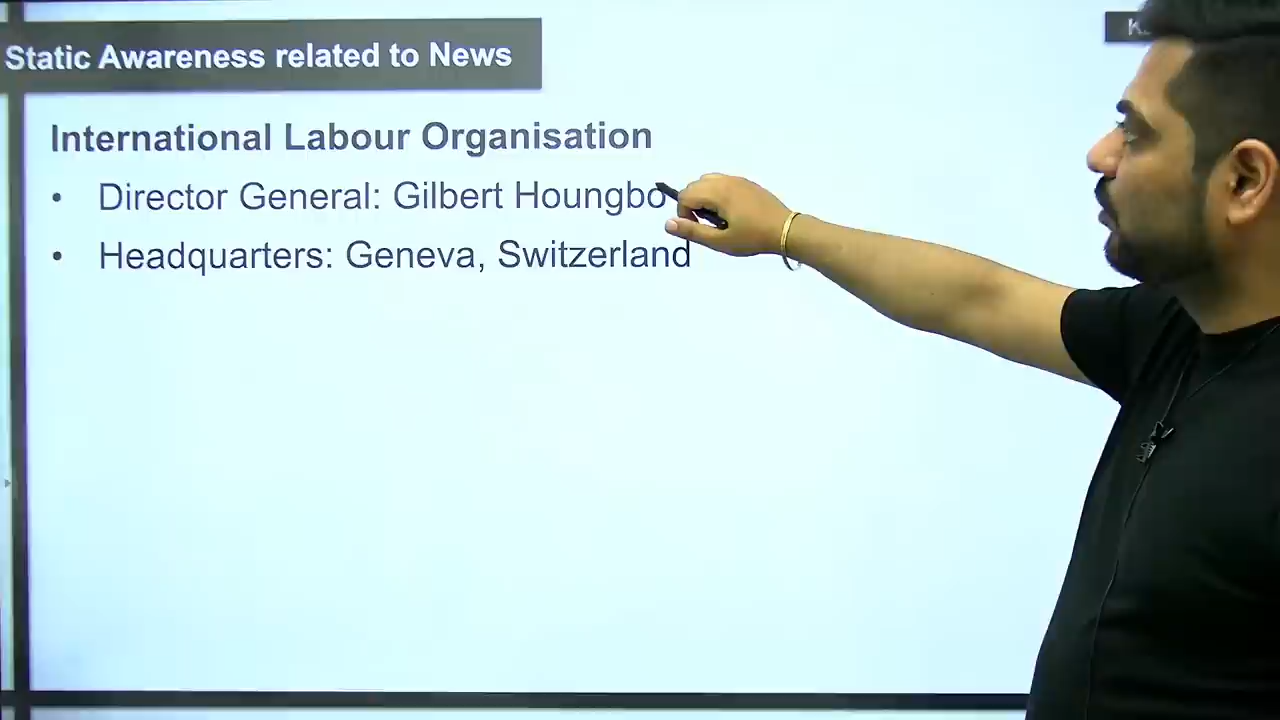 Static Awareness related to News
International Labour Organisation
• Director General: Gilbert Houngbo
• Headquarters: Geneva, Switzerland